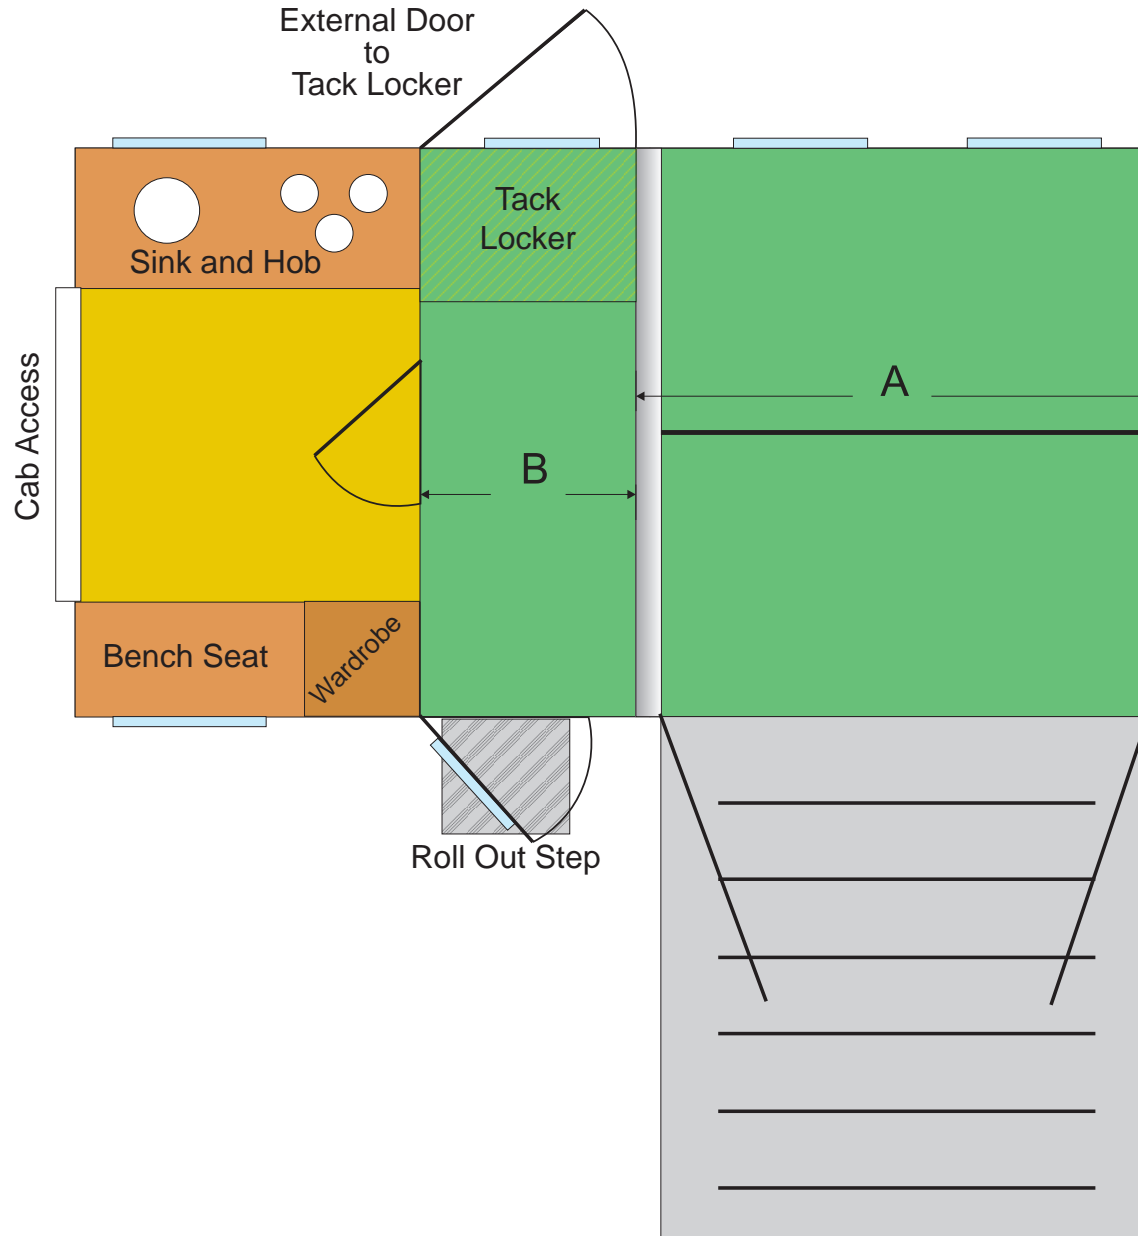 External Door
to
Tack Locker
Tack
Locker
Sink and Hob
Cab Access
A
B
Bench Seat
Wardrobe
Roll Out Step